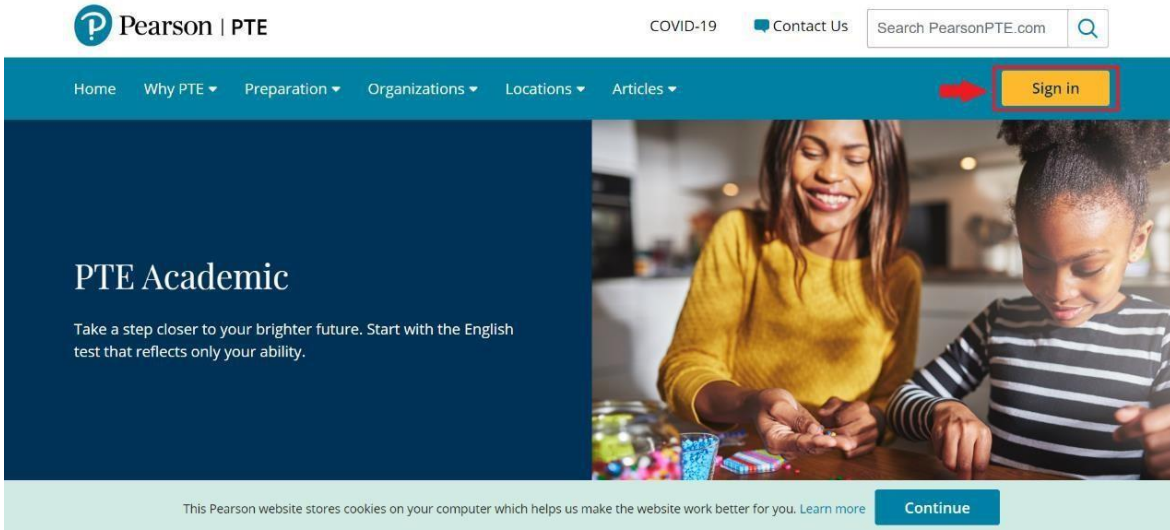 Pearson | PTE
COVID-19
Contact Us
Search PearsonPTE.com
Home
Why PTE
Preparation
Organizations
Locations
Articles
Sign in
PTE Academic
Take a step closer to your brighter future. Start with the English
test that reflects only your ability.
This Pearson website stores cookies on your computer which helps us make the website work better for you. Learn more
Continue